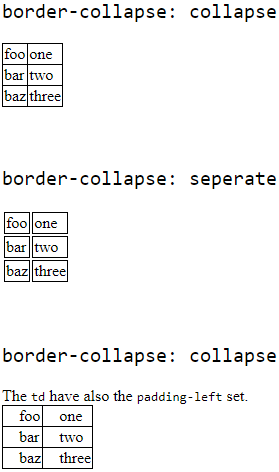 border-collapse: collapse
foo one
bar two
baz three
border-collapse: seperate
foo one
bar two
baz three
border-collapse: collapse
The td have also the padding-left set.
foo one
bar two
baz three